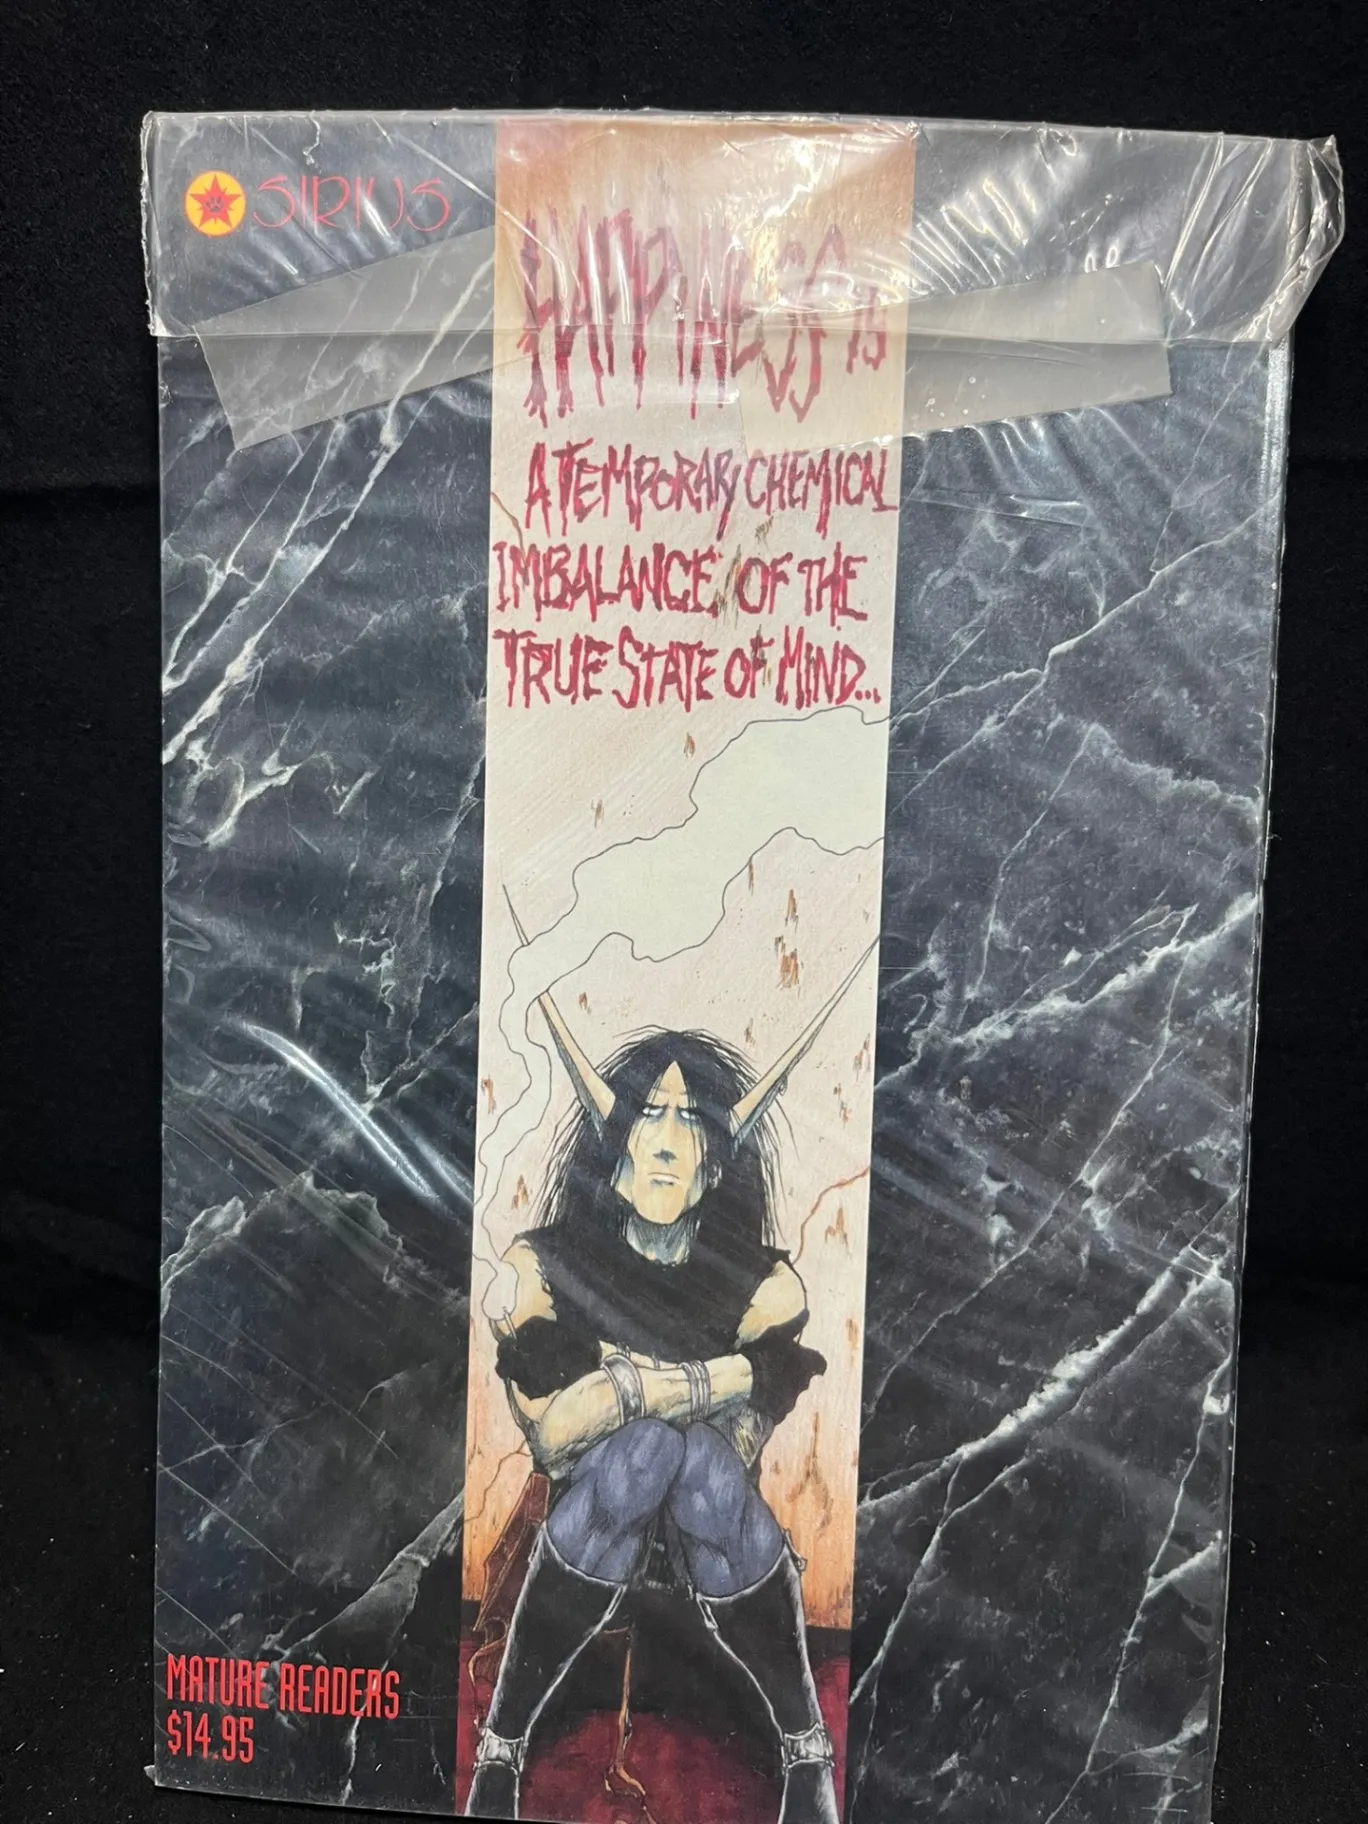 SIRIUS
HAPPINESS IS
A TEMPORARY CHEMICAL
IMBALANCE OF THE
TRUE STATE OF MIND...
MATURE READERS
$14.95